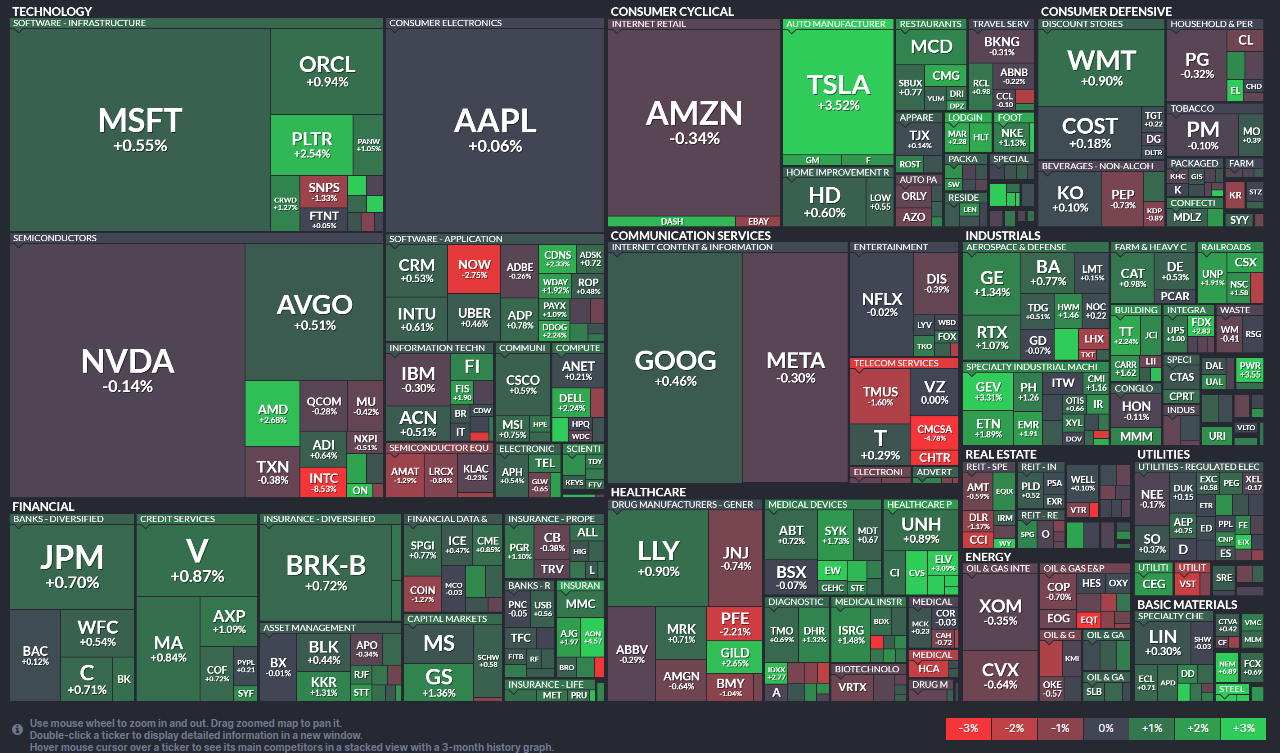 TECHNOLOGY
SOFTWARE - INFRASTRUCTURE
MSFT
+0.55%
ORCL
+0.94%
PLTR
+2.54%
PANW
+1.05%
CRWD
+1.27%
SNPS
-1.33%
FTNT
+0.05%
CONSUMER ELECTRONICS
AAPL
+0.06%
SEMICONDUCTORS
NVDA
-0.14%
AVGO
+0.51%
AMD
+2.68%
QCOM
-0.28%
MU
-0.42%
ADI
+0.64%
NXPI
-0.51%
TXN
-0.38%
INTC
-8.53%
ON
SOFTWARE - APPLICATION
CRM
+0.53%
NOW
-2.75%
ADBE
-0.26%
CDNS
+2.33%
ADSK
+0.72
WDAY
+1.92%
ROP
+0.48%
INTU
+0.61%
UBER
+0.46%
ADP
+0.78%
PAYX
+1.09%
DDOG
+2.24%
INFORMATION TECHN
IBM
-0.30%
FI
FIS
+1.90
ACN
+0.51%
BR
CDW
IT
COMMUNI
CSCO
+0.59%
MSI
+0.75%
HPE
COMPUTE
ANET
+0.21%
DELL
+2.24%
HPQ
WDC
SEMICONDUCTOR EQU
AMAT
-1.29%
LRCX
-0.84%
KLAC
-0.23%
ELECTRONIC
APH
+0.54%
TEL
GLW
-0.65
SCIENTI
TDY
KEYS
FTV
CONSUMER CYCLICAL
INTERNET RETAIL
AMZN
-0.34%
DASH
EBAY
AUTO MANUFACTURER
TSLA
+3.52%
GM
F
HOME IMPROVEMENT R
HD
+0.60%
LOW
+0.55
RESTAURANTS
MCD
SBUX
+0.77
CMG
YUM
DRI
DPZ
TRAVEL SERV
BKNG
-0.31%
RCL
+0.98
ABNB
-0.22%
CCL
-0.10
APPARE
TJX
+0.14%
ROST
LODGIN
MAR
+2.28
HLT
FOOT
NKE
+1.13%
AUTO PA
ORLY
AZO
PACKA
SW
SPECIAL
RESIDE
LEN
CONSUMER DEFENSIVE
DISCOUNT STORES
WMT
+0.90%
COST
+0.18%
TGT
+0.22
DG
DLTR
HOUSEHOLD & PER
PG
-0.32%
CL
EL
CHD
TOBACCO
PM
-0.10%
MO
+0.39
BEVERAGES - NON-ALCOH
KO
+0.10%
PEP
-0.73%
KDP
-0.89
PACKAGED
KHC
GIS
K
FARM
KR
STZ
SYY
CONFECTI
MDLZ
COMMUNICATION SERVICES
INTERNET CONTENT & INFORMATION
GOOG
+0.46%
META
-0.30%
ENTERTAINMENT
NFLX
-0.02%
DIS
-0.39%
LYV
WBD
TKO
FOX
TELECOM SERVICES
TMUS
-1.60%
VZ
0.00%
T
+0.29%
CMCSA
-4.78%
CHTR
ELECTRONI
ADVERT
INDUSTRIALS
AEROSPACE & DEFENSE
GE
+1.34%
BA
+0.77%
LMT
+0.15%
RTX
+1.07%
TDG
+0.51%
HWM
+1.46
NOC
+0.22
GD
-0.07%
LHX
TXT
FARM & HEAVY C
CAT
+0.98%
DE
+0.53%
PCAR
RAILROADS
UNP
+1.91%
CSX
NSC
+1.58
BUILDING
TT
+2.24%
JCI
CARR
+1.62
LII
INTEGRA
UPS
+1.00
FDX
+2.83
WASTE
WM
-0.41
RSG
SPECIALTY INDUSTRIAL MACHI
GEV
+3.31%
PH
+1.26
ITW
CMI
+1.16
ETN
+1.89%
EMR
+1.91
OTIS
+0.66
IR
XYL
DOV
SPECI
CTAS
CPRT
DAL
UAL
PWR
+3.55
CONGLO
HON
-0.11%
MMM
INDUS
URI
VLTO
FINANCIAL
BANKS - DIVERSIFIED
JPM
+0.70%
BAC
+0.12%
WFC
+0.54%
C
+0.71%
BK
CREDIT SERVICES
V
+0.87%
MA
+0.84%
AXP
+1.09%
COF
+0.72%
PYPL
+0.21
SYF
INSURANCE - DIVERSIFIED
BRK-B
+0.72%
ASSET MANAGEMENT
BX
-0.01%
BLK
+0.44%
APO
-0.34%
KKR
+1.31%
RJF
STT
FINANCIAL DATA &
SPGI
+0.77%
ICE
+0.47%
CME
+0.85%
COIN
-1.27%
MCO
-0.03
CAPITAL MARKETS
MS
GS
+1.36%
SCHW
+0.58
INSURANCE - PROPE
PGR
+1.10%
CB
-0.38%
ALL
TRV
HIG
L
BANKS - R
PNC
-0.05
USB
+0.56
TFC
FITB
RF
INSURAN
MMC
AJG
+1.97
AON
+4.57
BRO
INSURANCE - LIFE
MET
PRU
HEALTHCARE
DRUG MANUFACTURERS - GENER
LLY
+0.90%
JNJ
-0.74%
ABBV
-0.29%
MRK
+0.71%
PFE
-2.21%
GILD
+2.65%
AMGN
-0.64%
BMY
-1.04%
MEDICAL DEVICES
ABT
+0.72%
SYK
+1.73%
MDT
+0.67
BSX
-0.07%
EW
GEHC
STE
HEALTHCARE P
UNH
+0.89%
CI
CVS
ELV
+3.09%
DIAGNOSTIC
TMO
+0.69%
DHR
+1.32%
IDXX
+2.77
A
MEDICAL INSTR
ISRG
+1.48%
BDX
MEDICAL
MCK
+0.23
COR
-0.03
CAH
-0.72
MEDICAL
HCA
BIOTECHNOLO
VRTX
DRUG M
REAL ESTATE
REIT - SPE
AMT
-0.59%
EQIX
DLR
-1.17%
IRM
CCI
WY
REIT - IN
PLD
+0.52
PSA
EXR
WELL
+0.10%
VTR
REIT - RE
SPG
O
UTILITIES
UTILITIES - REGULATED ELEC
NEE
-0.17%
DUK
+0.15
EXC
+0.58
PEG
XEL
-0.17
SO
+0.37%
AEP
+0.75
ED
PPL
FE
D
CNP
EIX
ES
UTILITI
CEG
UTILIT
VST
SRE
ENERGY
OIL & GAS INTE
XOM
-0.35%
CVX
-0.64%
OIL & GAS E&P
COP
-0.70%
HES
OXY
EOG
EQT
OIL & G
OKE
-0.57
KMI
OIL & GA
OIL & GA
SLB
BASIC MATERIALS
SPECIALTY CHE
LIN
+0.30%
SHW
-0.03
ECL
+0.71
APD
DD
CTVA
+0.42
VMC
CF
MLM
NEM
+6.89
FCX
+0.69
STEEL
Use mouse wheel to zoom in and out. Drag zoomed map to pan it.
Double-click a ticker to display detailed information in a new window.
Hover mouse cursor over a ticker to see its main competitors in a stacked view with a 3-month history graph.
-3%
-2%
-1%
0%
+1%
+2%
+3%